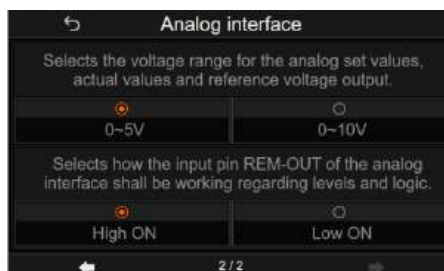 Analog interface
Selects the voltage range for the analog set values,
actual values and reference voltage output.
0~5V 0~10V
Selects how the input pin REM-OUT of the analog
interface shall be working regarding levels and logic.
High ON Low ON
2/2